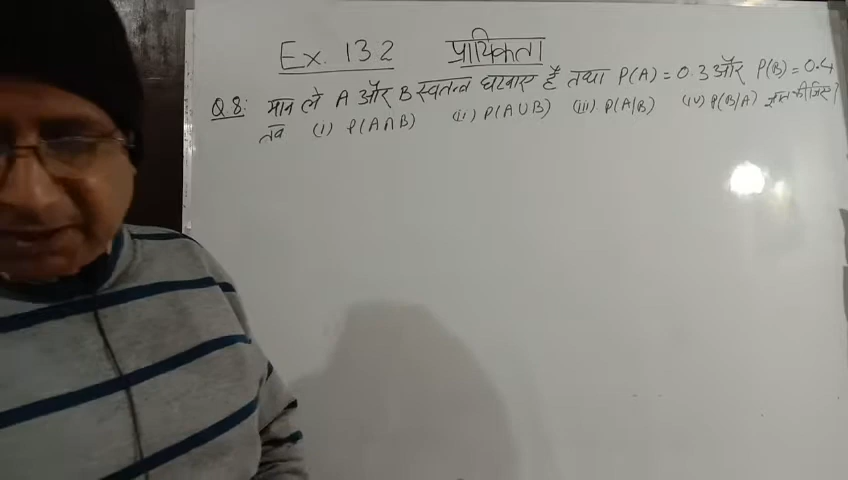 Ex. 13.2 प्रायिकता
Q 8: मान लें A और B स्वतन्त्र घटनाएं हैं तथा P(A) = 0.3 और P(B) = 0.4
तब (i) P(A∩B) (ii) P(A∪B) (iii) P(A|B) (iv) P(B|A) ज्ञात कीजिए।